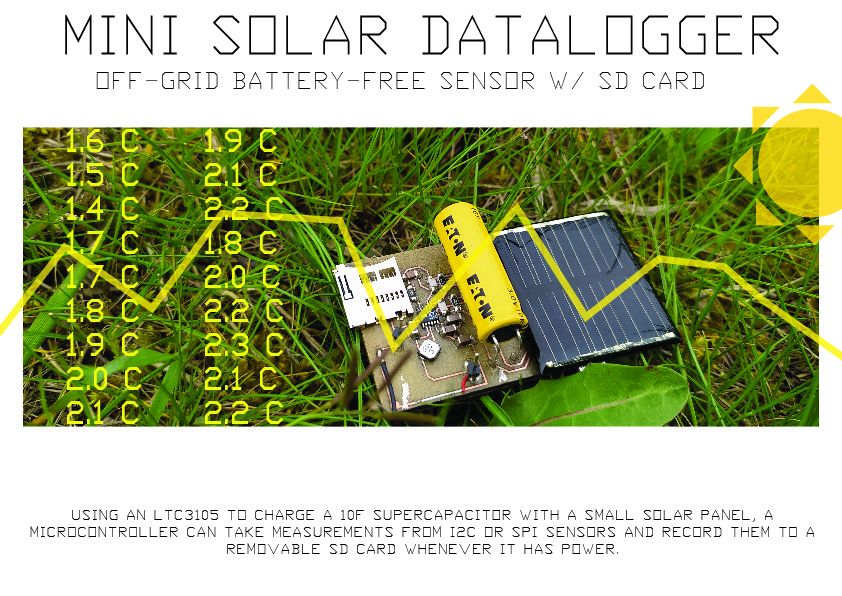 MINI SOLAR DATALOGGER
OFF-GRID BATTERY-FREE SENSOR W/ SD CARD
1.6 C 1.9 C
1.5 C 2.1 C
1.4 C 2.2 C
1.7 C 1.8 C
1.7 C 2.0 C
1.8 C 2.2 C
1.9 C 2.3 C
2.0 C 2.1 C
2.1 C 2.2 C
E.T.N
E.T.N
USING AN LTC3105 TO CHARGE A 10F SUPERCAPACITOR WITH A SMALL SOLAR PANEL, A
MICROCONTROLLER CAN TAKE MEASUREMENTS FROM I2C OR SPI SENSORS AND RECORD THEM TO A
REMOVABLE SD CARD WHENEVER IT HAS POWER.